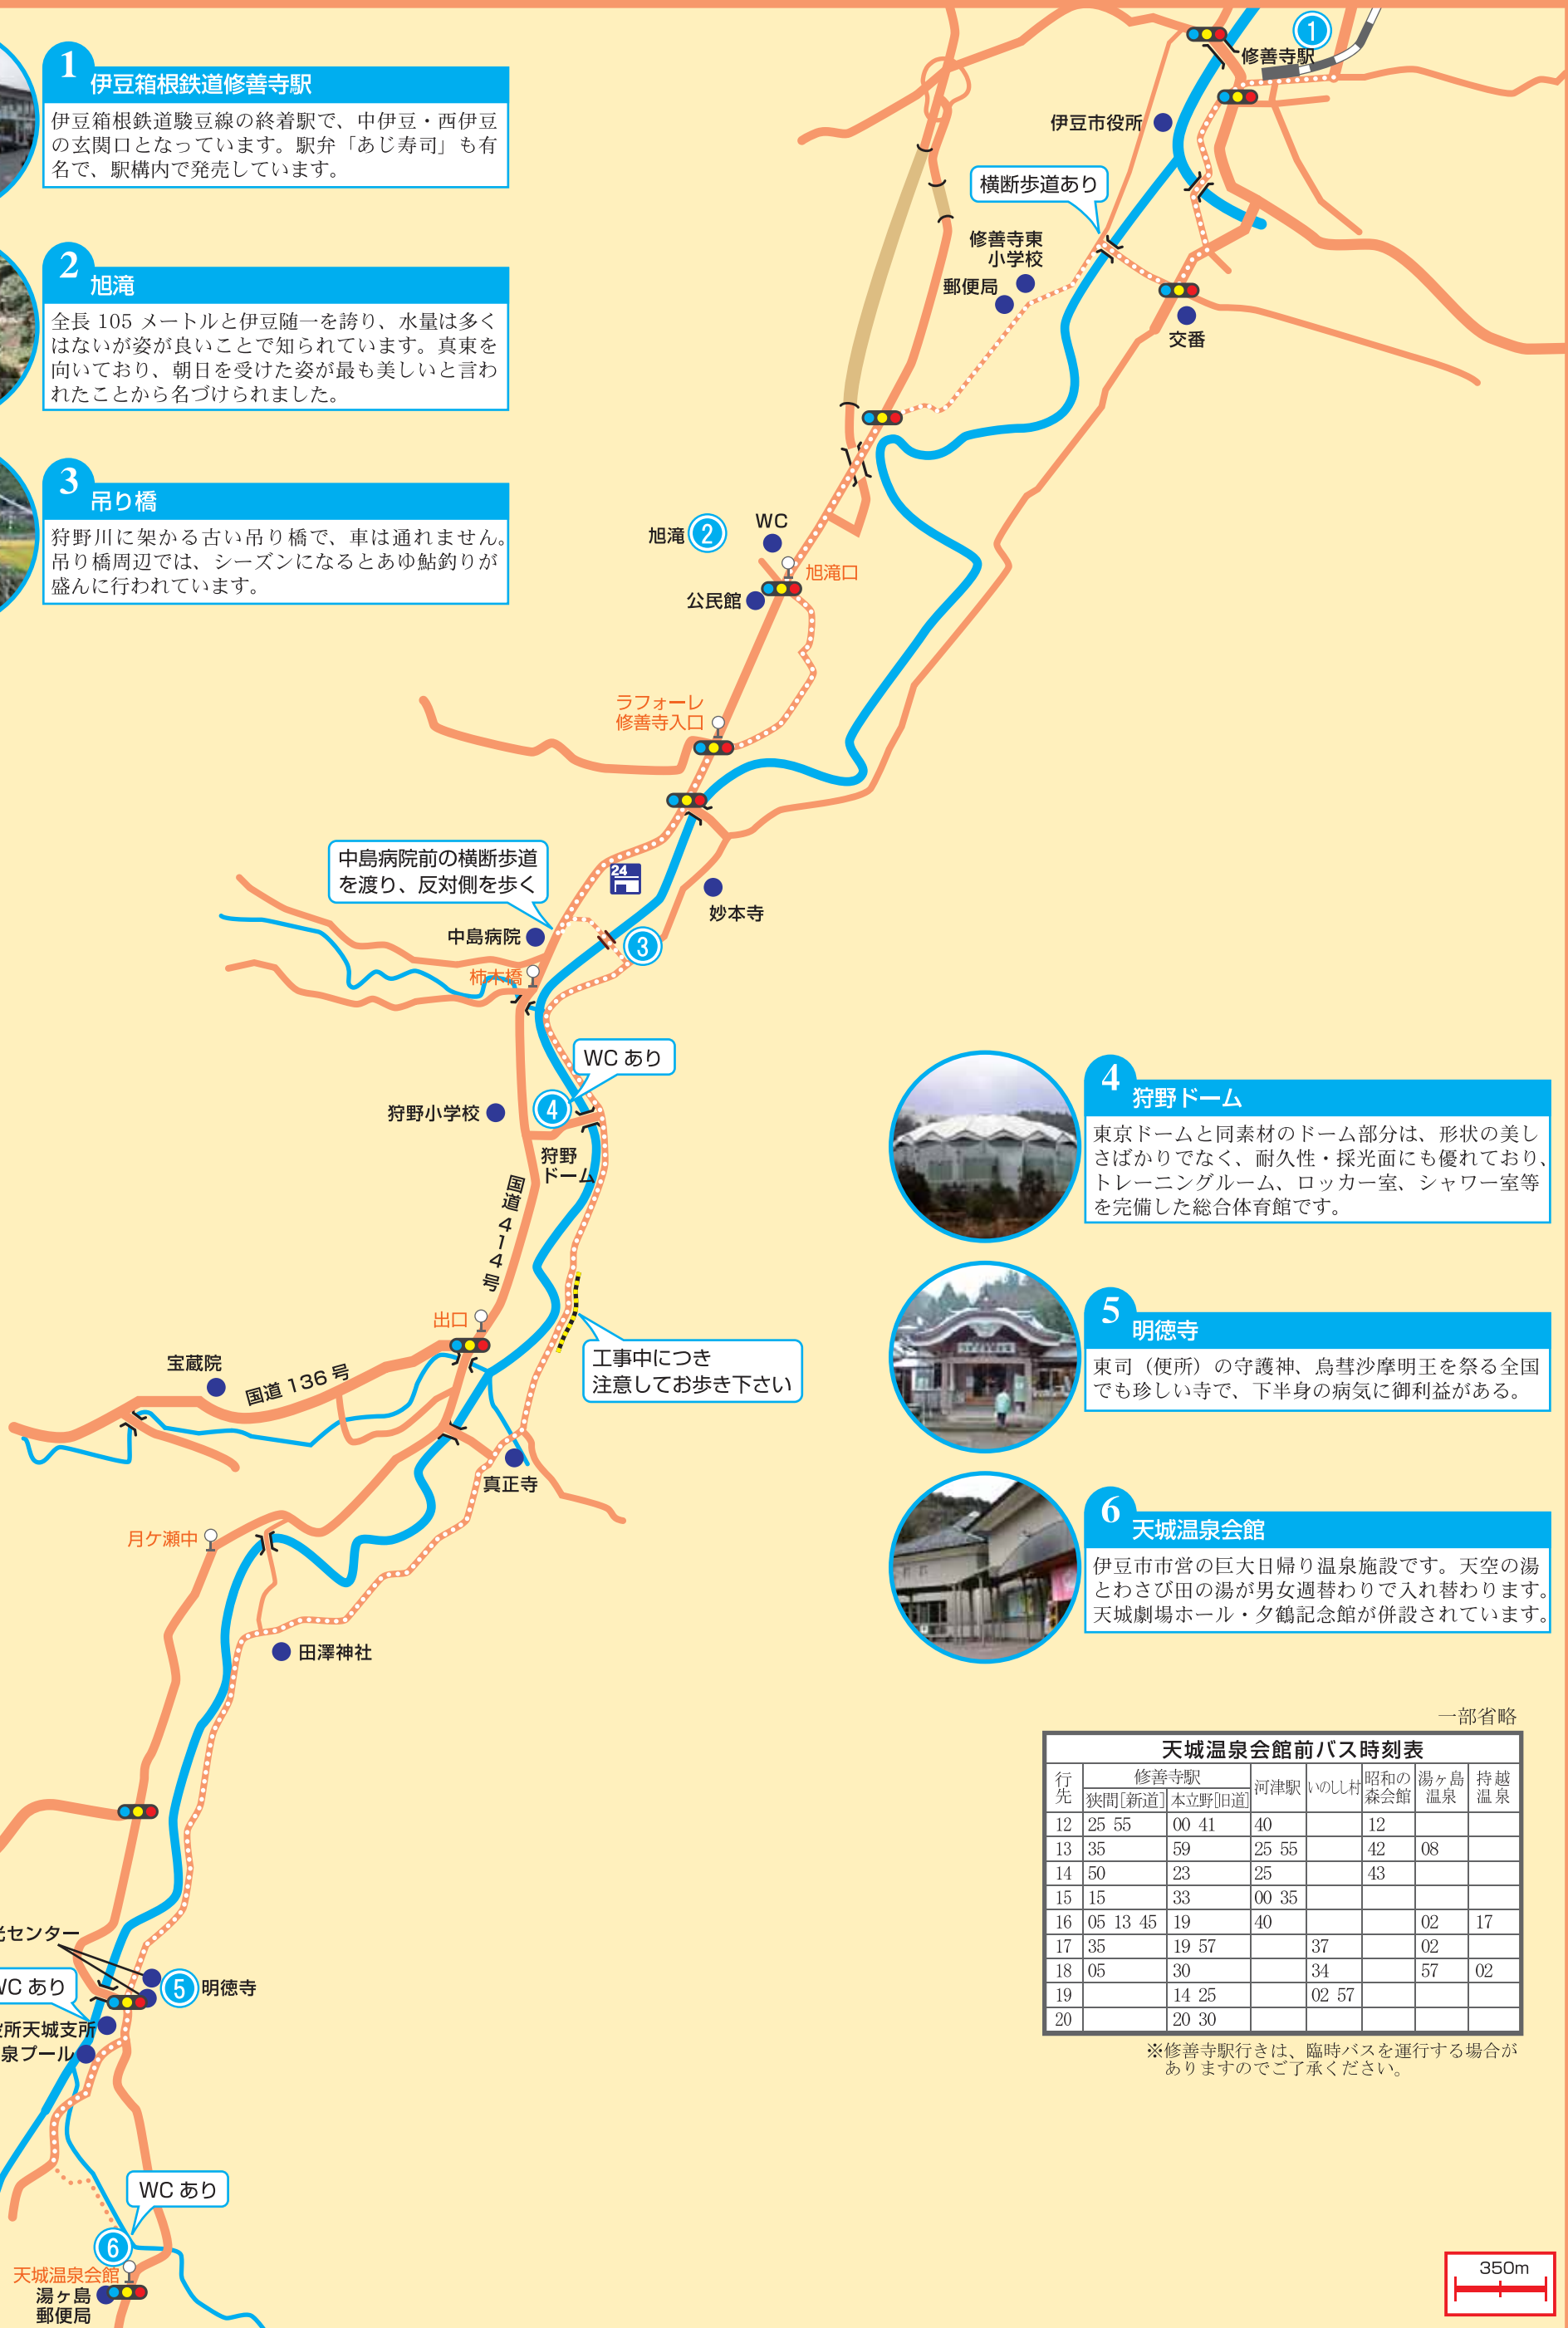 1
伊豆箱根鉄道修善寺駅
伊豆箱根鉄道駿豆線の終着駅で、中伊豆・西伊豆
の玄関口となっています。駅弁「あじ寿司」も有
名で、駅構内で発売しています。
2
旭滝
全長 105 メートルと伊豆随一を誇り、水量は多く
はないが姿が良いことで知られています。真東を
向いており、朝日を受けた姿が最も美しいと言わ
れたことから名づけられました。
3
吊り橋
狩野川に架かる古い吊り橋で、車は通れません。
吊り橋周辺では、シーズンになるとあゆ鮎釣りが
盛んに行われています。
1
修善寺駅
伊豆市役所
横断歩道あり
修善寺東
小学校
郵便局
交番
旭滝
2
WC
旭滝口
公民館
ラフォーレ
修善寺入口
中島病院前の横断歩道
を渡り、反対側を歩く
24
妙本寺
中島病院
3
柿木橋
WC あり
狩野小学校
4
狩野
ドーム
国道414号
出口
工事中につき
注意してお歩き下さい
宝蔵院
国道 136 号
真正寺
月ケ瀬中
田澤神社
光センター
WC あり
5
明徳寺
役所天城支所
泉プール
WC あり
6
天城温泉会館
湯ヶ島
郵便局
4
狩野ドーム
東京ドームと同素材のドーム部分は、形状の美し
さばかりでなく、耐久性・採光面にも優れており、
トレーニングルーム、ロッカー室、シャワー室等
を完備した総合体育館です。
5
明徳寺
東司（便所）の守護神、烏彗沙摩明王を祭る全国
でも珍しい寺で、下半身の病気に御利益がある。
6
天城温泉会館
伊豆市市営の巨大日帰り温泉施設です。天空の湯
とわさび田の湯が男女週替わりで入れ替わります。
天城劇場ホール・夕鶴記念館が併設されています。
一部省略
天城温泉会館前バス時刻表
行先 修善寺駅 河津駅 いのしし村 昭和の森会館 湯ヶ島温泉 持越温泉
狭間[新道] 本立野[旧道]
12 25 55 00 41 40 12
13 35 59 25 55 42 08
14 50 23 25 43
15 15 33 00 35
16 05 13 45 19 40 02 17
17 35 19 57 37 02
18 05 30 34 57 02
19 14 25 02 57
20 20 30
※修善寺駅行きは、臨時バスを運行する場合が
ありますのでご了承ください。
350m